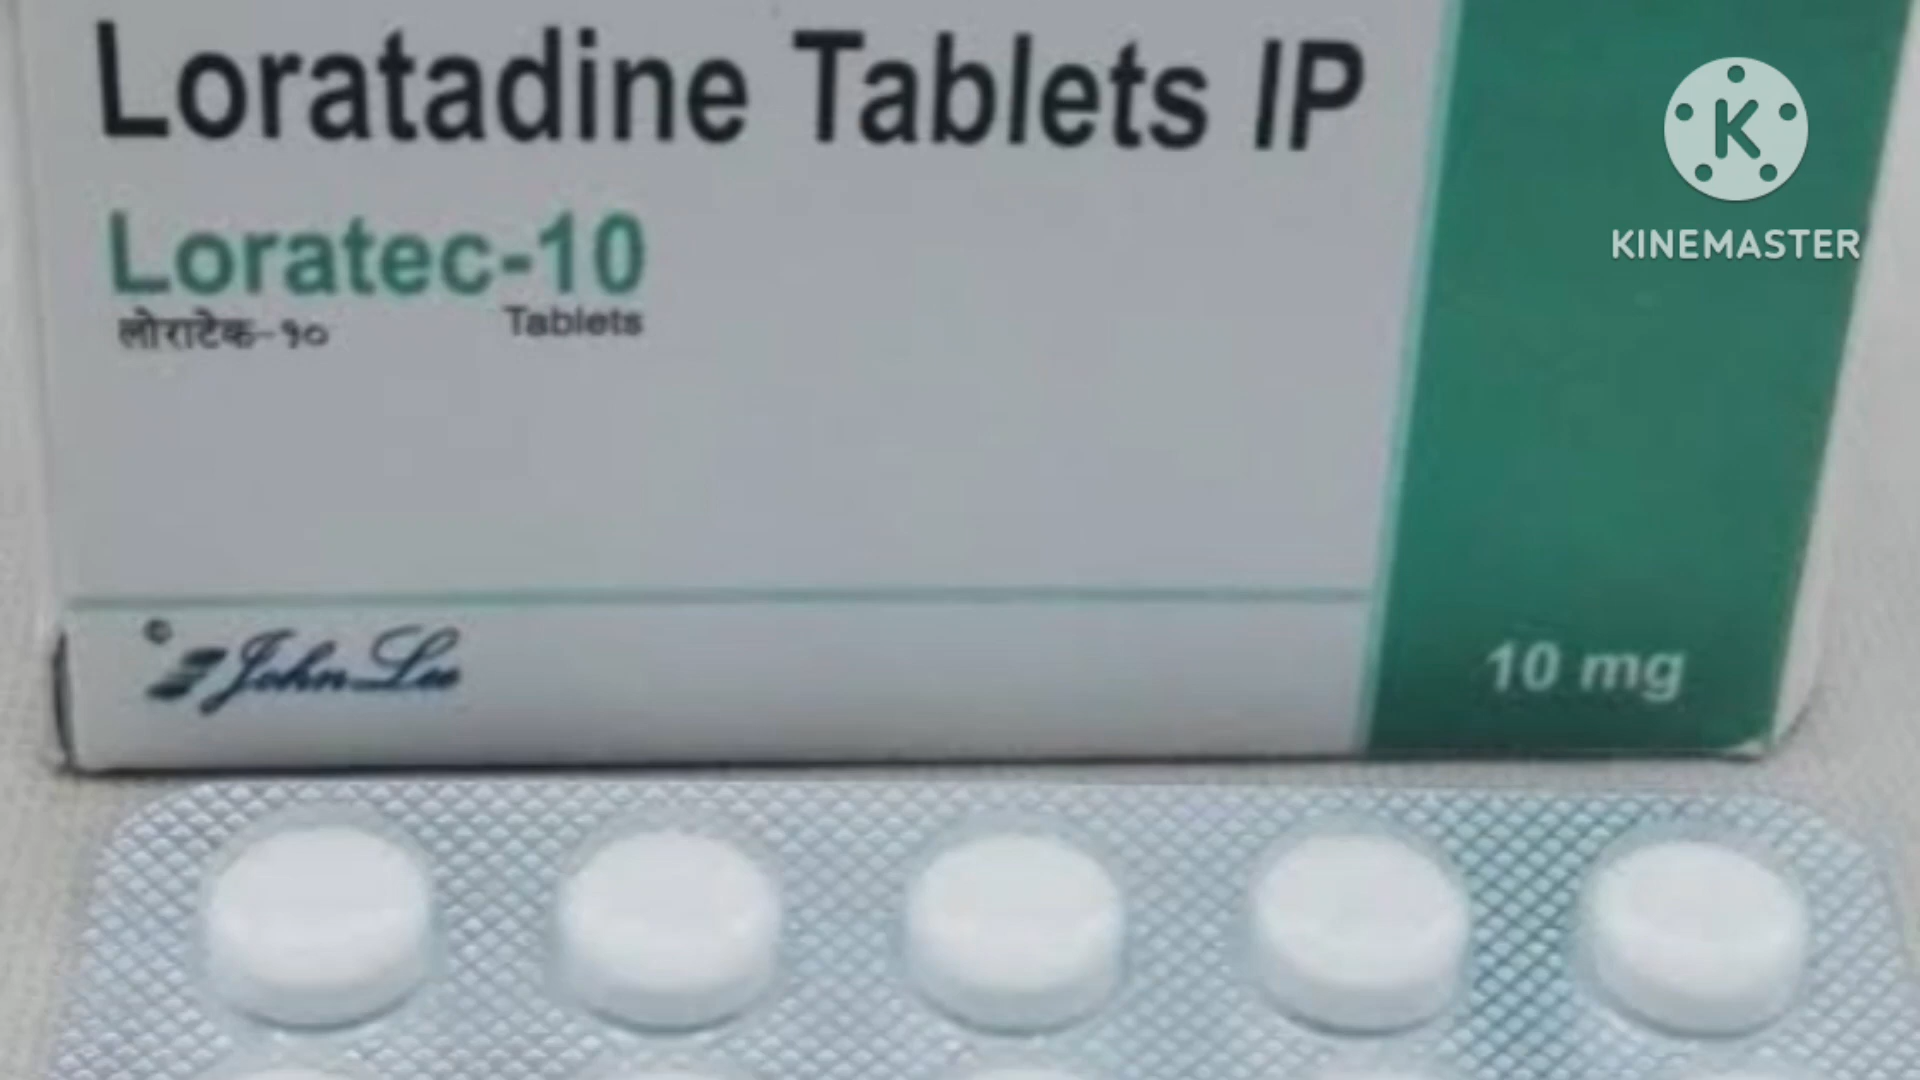 Loratadine Tablets IP
Loratec-10
लोराटेक-१०
Tablets
John Lee
10 mg
K
KINEMASTER